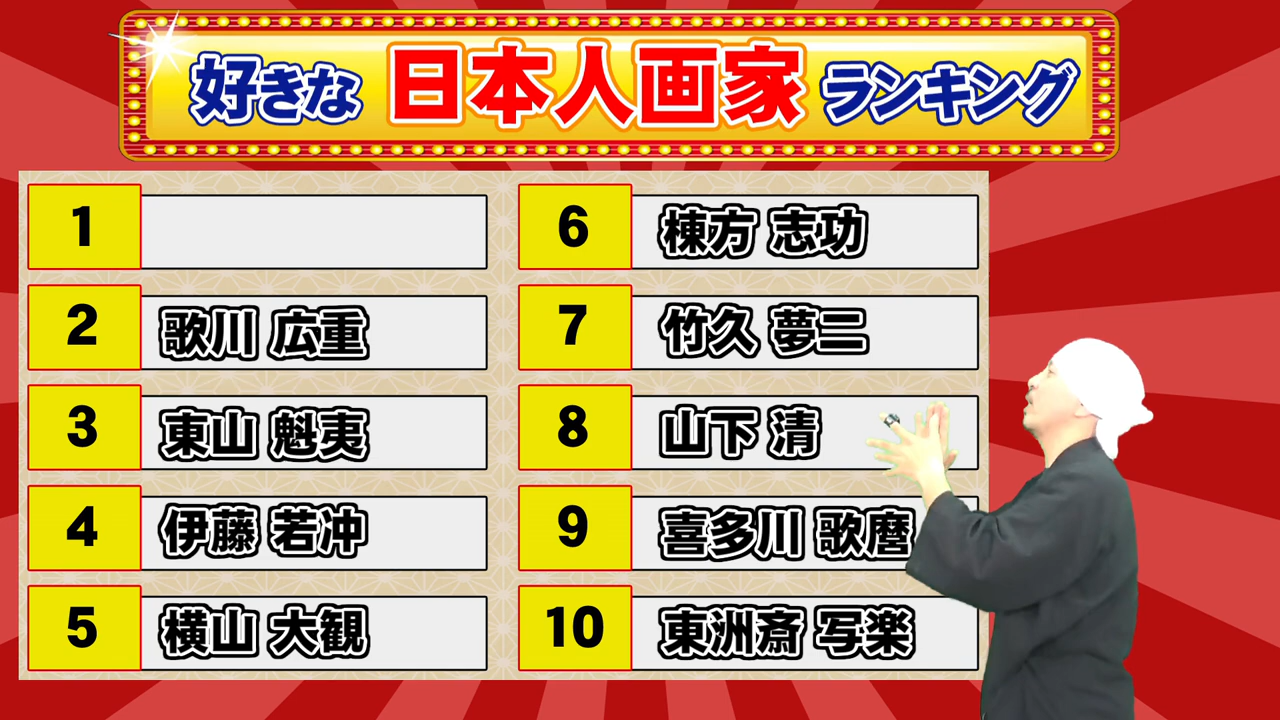 好きな 日本人画家 ランキング
1
2 歌川 広重
3 東山 魁夷
4 伊藤 若冲
5 横山 大観
6 棟方 志功
7 竹久 夢二
8 山下 清
9 喜多川 歌麿
10 東洲斎 写楽